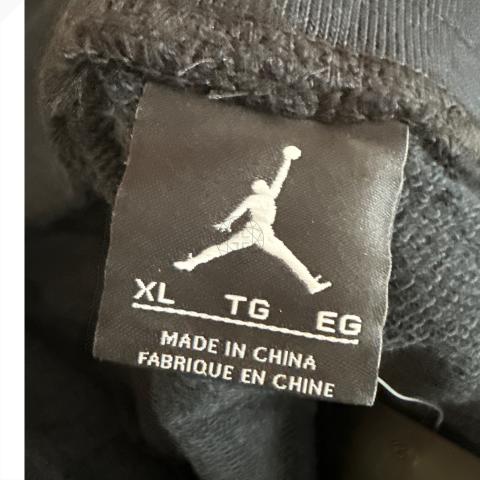 XL TG EG
MADE IN CHINA
FABRIQUE EN CHINE